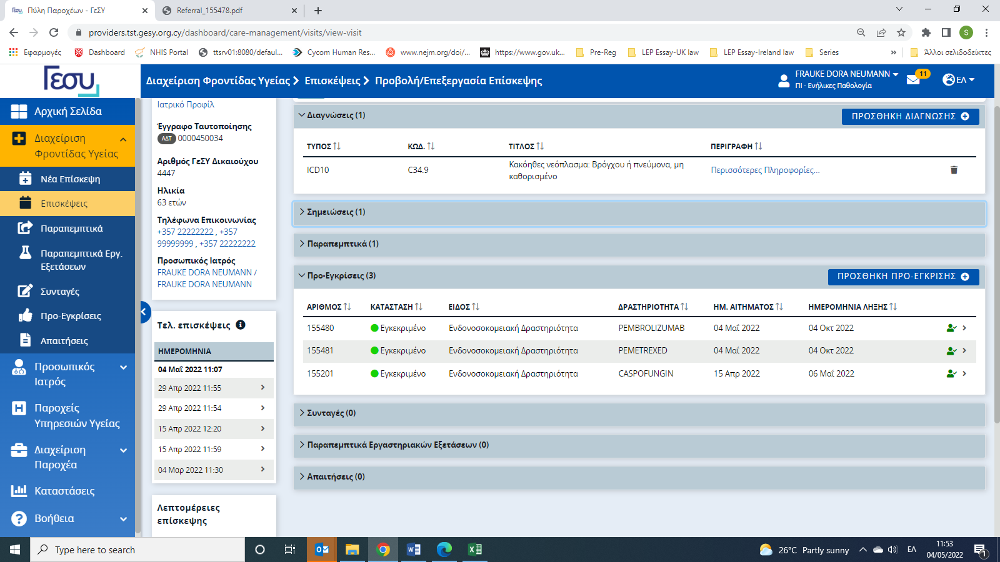 Πύλη Παροχέων - ΓεΣΥ
Referral_155478.pdf
providers.tst.gesy.org.cy/dashboard/care-management/visits/view-visit
S
Εφαρμογές
Dashboard
NHIS Portal
ttsrv01:8080/defaul...
Cycom Human Res...
www.nejm.org/doi/...
https://www.gov.uk...
Pre-Reg
LEP Essay-UK law
LEP Essay-Ireland law
Series
»
Άλλοι σελιδοδείκτες
Γεσυ
Διαχείριση Φροντίδας Υγείας
Επισκέψεις
Προβολή/Επεξεργασία Επίσκεψης
FRAUKE DORA NEUMANN
ΠΙ - Ενήλικες Παθολογία
11
ΕΛ
Αρχική Σελίδα
Διαχείριση
Φροντίδας Υγείας
Νέα Επίσκεψη
Επισκέψεις
Παραπεμπτικά
Παραπεμπτικά Εργ.
Εξετάσεων
Συνταγές
Προ-Εγκρίσεις
Απαιτήσεις
Προσωπικός
Ιατρός
Παροχείς
Υπηρεσιών Υγείας
Διαχείριση
Παροχέα
Καταστάσεις
Βοήθεια
Ιατρικό Προφίλ
Έγγραφο Ταυτοποίησης
ΑΔΤ 0000450034
Αριθμός ΓεΣΥ Δικαιούχου
4447
Ηλικία
63 ετών
Τηλέφωνα Επικοινωνίας
+357 22222222 , +357
99999999 , +357 22222222
Προσωπικός Ιατρός
FRAUKE DORA NEUMANN /
FRAUKE DORA NEUMANN
Τελ. επισκέψεις
ΗΜΕΡΟΜΗΝΙΑ
04 Μαΐ 2022 11:07
29 Απρ 2022 11:55
29 Απρ 2022 11:54
15 Απρ 2022 12:20
15 Απρ 2022 11:59
04 Μαρ 2022 11:30
Λεπτομέρειες
επίσκεψης
Διαγνώσεις (1)
ΠΡΟΣΘΗΚΗ ΔΙΑΓΝΩΣΗΣ
ΤΥΠΟΣ ΚΩΔ. ΤΙΤΛΟΣ ΠΕΡΙΓΡΑΦΗ
ICD10 C34.9 Κακόηθες νεόπλασμα: Βρόγχου ή πνεύμονα, μη
καθορισμένο
Περισσότερες Πληροφορίες...
Σημειώσεις (1)
Παραπεμπτικά (1)
Προ-Εγκρίσεις (3)
ΠΡΟΣΘΗΚΗ ΠΡΟ-ΕΓΚΡΙΣΗΣ
ΑΡΙΘΜΟΣ ΚΑΤΑΣΤΑΣΗ ΕΙΔΟΣ ΔΡΑΣΤΗΡΙΟΤΗΤΑ ΗΜ. ΑΙΤΗΜΑΤΟΣ ΗΜΕΡΟΜΗΝΙΑ ΛΗΞΗΣ
155480 Εγκεκριμένο Ενδονοσοκομειακή Δραστηριότητα PEMBROLIZUMAB 04 Μαΐ 2022 04 Οκτ 2022
155481 Εγκεκριμένο Ενδονοσοκομειακή Δραστηριότητα PEMETREXED 04 Μαΐ 2022 04 Οκτ 2022
155201 Εγκεκριμένο Ενδονοσοκομειακή Δραστηριότητα CASPOFUNGIN 15 Απρ 2022 06 Μαΐ 2022
Συνταγές (0)
Παραπεμπτικά Εργαστηριακών Εξετάσεων (0)
Απαιτήσεις (0)
Type here to search
26°C Partly sunny
ΕΛ
11:53
04/05/2022
1